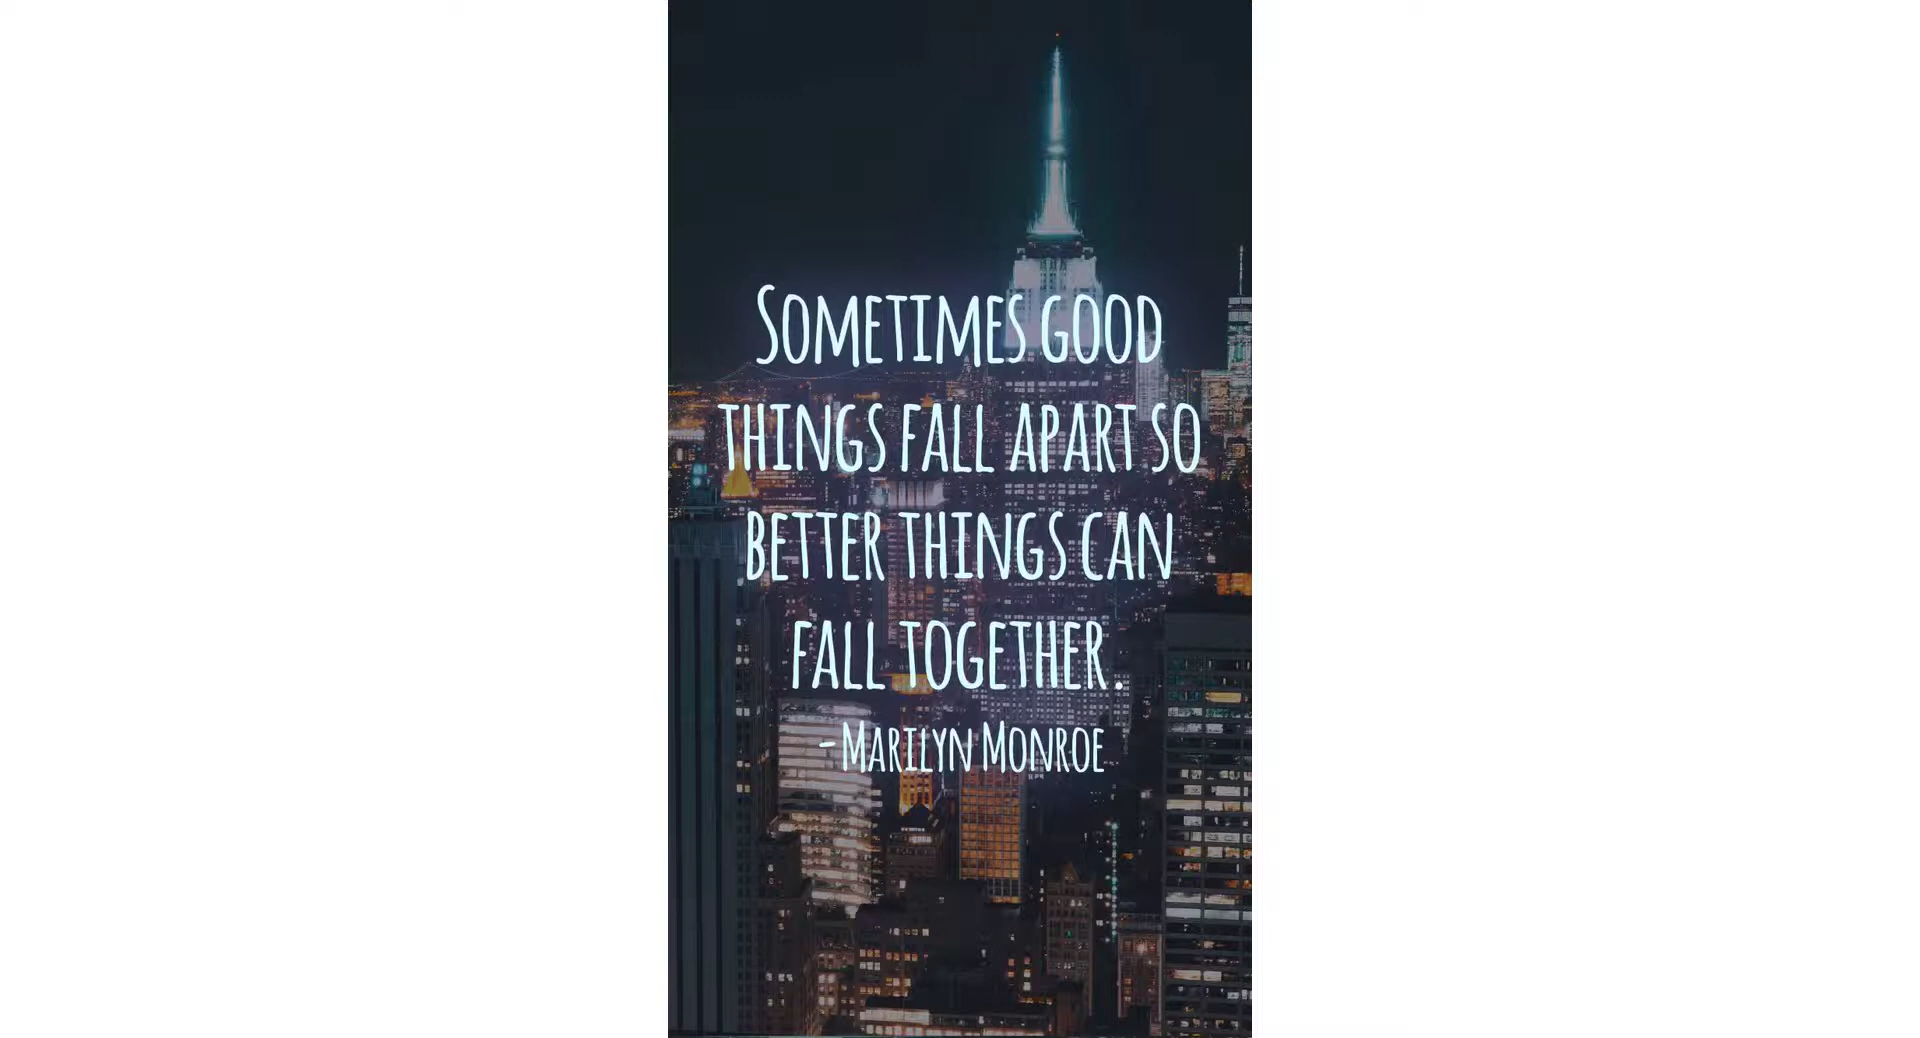 Sometimes good
things fall apart so
better things can
fall together.
- Marilyn Monroe